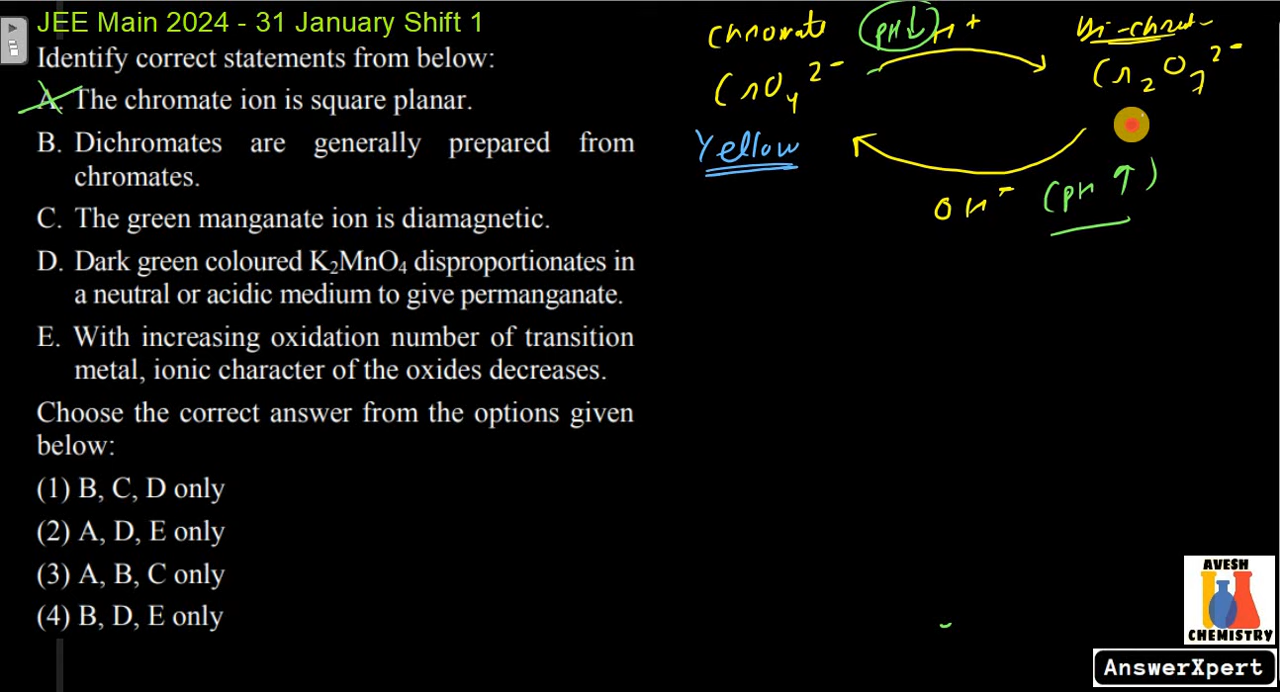 JEE Main 2024 - 31 January Shift 1
Identify correct statements from below:
A. The chromate ion is square planar.
B. Dichromates are generally prepared from
chromates.
C. The green manganate ion is diamagnetic.
D. Dark green coloured K₂MnO₄ disproportionates in
a neutral or acidic medium to give permanganate.
E. With increasing oxidation number of transition
metal, ionic character of the oxides decreases.
Choose the correct answer from the options given
below:
(1) B, C, D only
(2) A, D, E only
(3) A, B, C only
(4) B, D, E only
Chromate
pH↓ H+
CrO₄²⁻
Cr₂O₇²⁻
Yellow
OH⁻ (pH ↑)
AVESH
CHEMISTRY
AnswerXpert